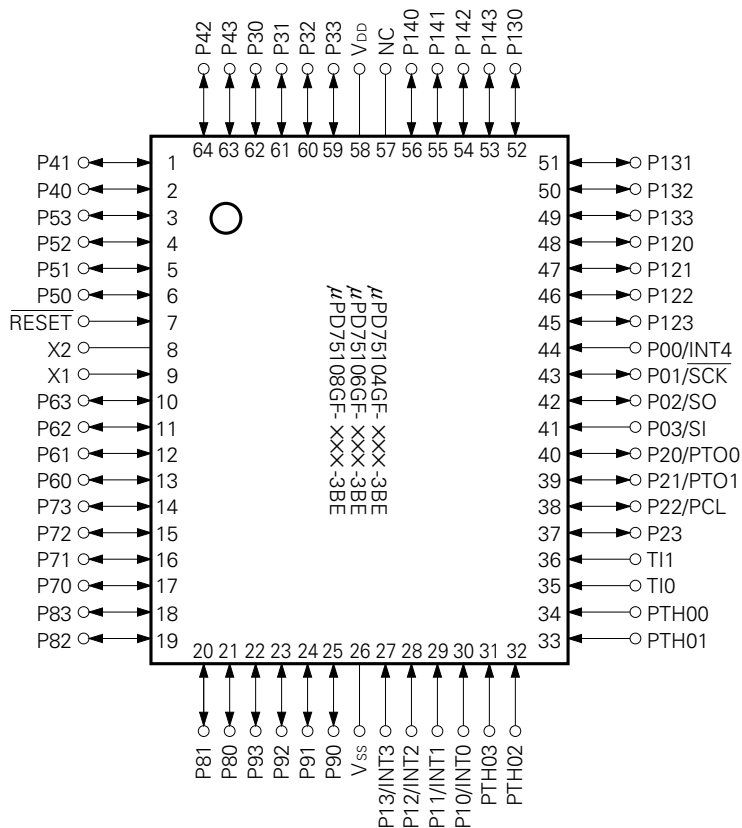 P42 P43 P30 P31 P32 P33 VDD NC P140 P141 P142 P143 P130
64 63 62 61 60 59 58 57 56 55 54 53 52
P41 1
P40 2
P53 3
P52 4
P51 5
P50 6
RESET 7
X2 8
X1 9
P63 10
P62 11
P61 12
P60 13
P73 14
P72 15
P71 16
P70 17
P83 18
P82 19
51 P131
50 P132
49 P133
48 P120
47 P121
46 P122
45 P123
44 P00/INT4
43 P01/SCK
42 P02/SO
41 P03/SI
40 P20/PTO0
39 P21/PTO1
38 P22/PCL
37 P23
36 TI1
35 TI0
34 PTH00
33 PTH01
μPD75104GF-×××-3BE
μPD75106GF-×××-3BE
μPD75108GF-×××-3BE
20 21 22 23 24 25 26 27 28 29 30 31 32
P81 P80 P93 P92 P91 P90 VSS P13/INT3 P12/INT2 P11/INT1 P10/INT0 PTH03 PTH02